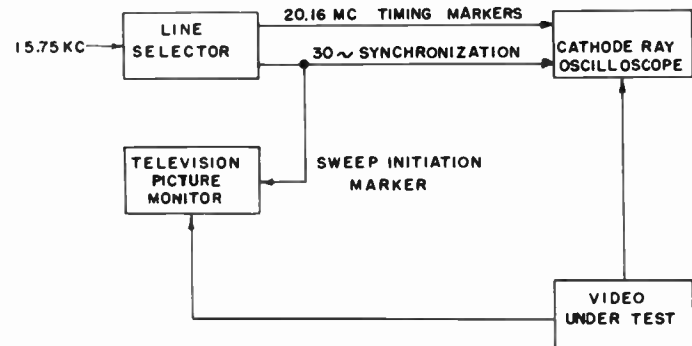 20.16 MC TIMING MARKERS
LINE
SELECTOR
15.75 KC
30~ SYNCHRONIZATION
CATHODE RAY
OSCILLOSCOPE
TELEVISION
PICTURE
MONITOR
SWEEP INITIATION
MARKER
VIDEO
UNDER TEST